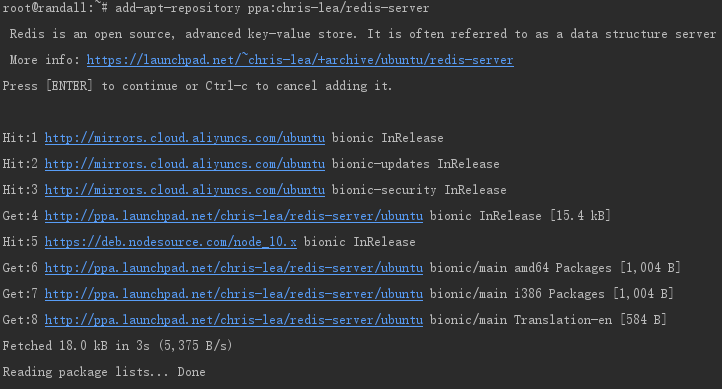 root@randall:~# add-apt-repository ppa:chris-lea/redis-server
Redis is an open source, advanced key-value store. It is often referred to as a data structure server
More info: https://launchpad.net/~chris-lea/+archive/ubuntu/redis-server
Press [ENTER] to continue or Ctrl-c to cancel adding it.
Hit:1 http://mirrors.cloud.aliyuncs.com/ubuntu bionic InRelease
Hit:2 http://mirrors.cloud.aliyuncs.com/ubuntu bionic-updates InRelease
Hit:3 http://mirrors.cloud.aliyuncs.com/ubuntu bionic-security InRelease
Get:4 http://ppa.launchpad.net/chris-lea/redis-server/ubuntu bionic InRelease [15.4 kB]
Hit:5 https://deb.nodesource.com/node_10.x bionic InRelease
Get:6 http://ppa.launchpad.net/chris-lea/redis-server/ubuntu bionic/main amd64 Packages [1,004 B]
Get:7 http://ppa.launchpad.net/chris-lea/redis-server/ubuntu bionic/main i386 Packages [1,004 B]
Get:8 http://ppa.launchpad.net/chris-lea/redis-server/ubuntu bionic/main Translation-en [584 B]
Fetched 18.0 kB in 3s (5,375 B/s)
Reading package lists... Done